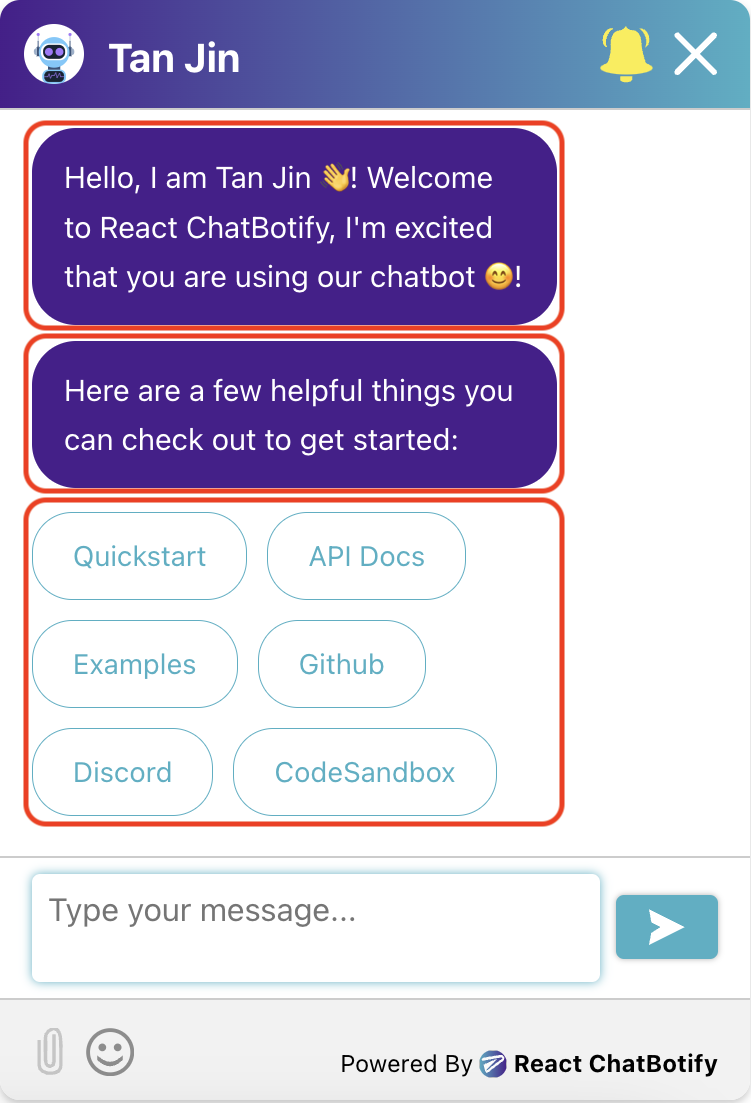 Tan Jin
Hello, I am Tan Jin 👋! Welcome
to React ChatBotify, I'm excited
that you are using our chatbot 😊!
Here are a few helpful things you
can check out to get started:
Quickstart API Docs
Examples Github
Discord CodeSandbox
Type your message...
Powered By React ChatBotify